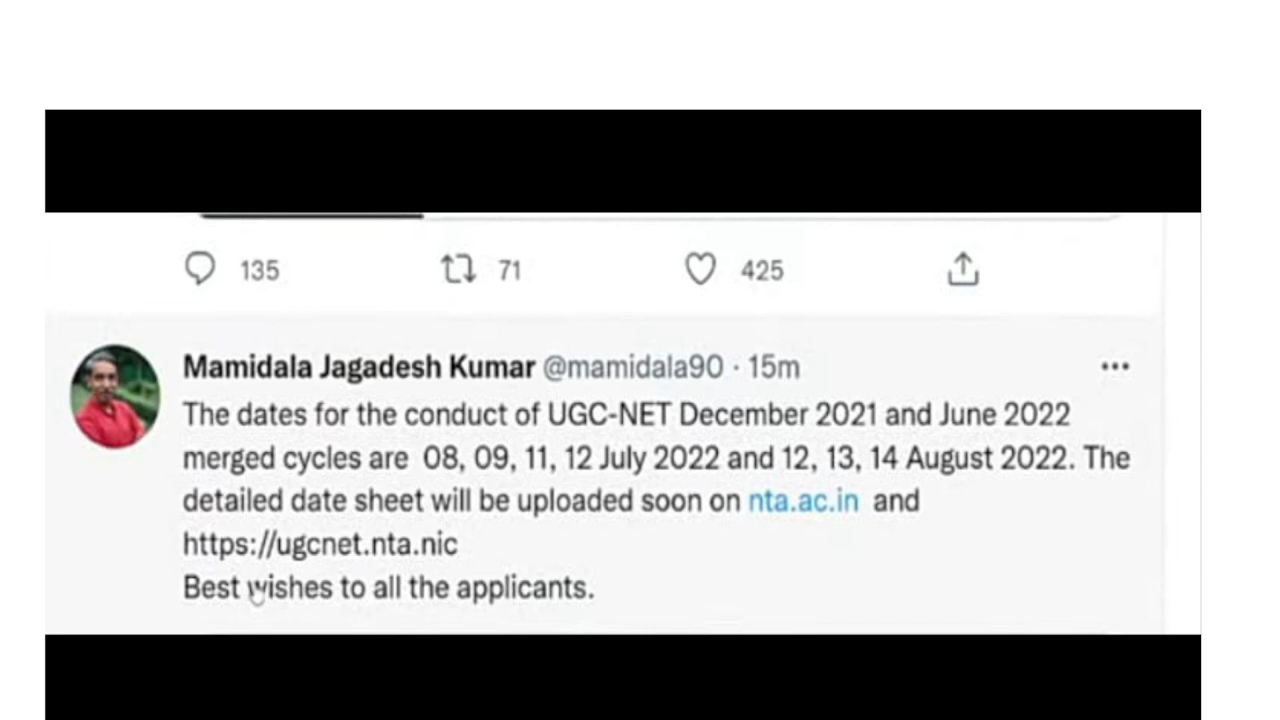 135 71 425
Mamidala Jagadesh Kumar @mamidala90 · 15m
The dates for the conduct of UGC-NET December 2021 and June 2022
merged cycles are 08, 09, 11, 12 July 2022 and 12, 13, 14 August 2022. The
detailed date sheet will be uploaded soon on nta.ac.in and
https://ugcnet.nta.nic
Best wishes to all the applicants.